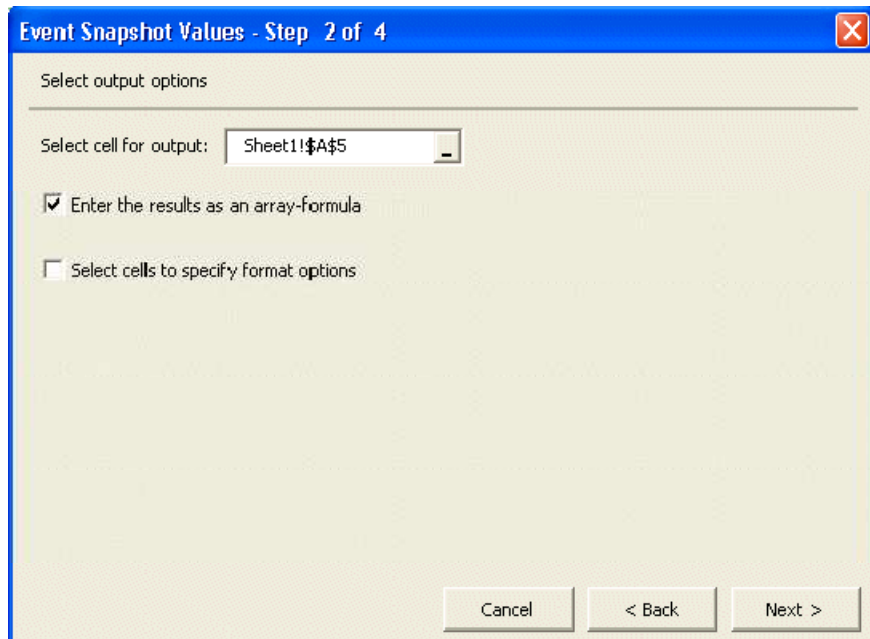 Event Snapshot Values - Step 2 of 4
Select output options
Select cell for output: Sheet1!$A$5 _
Enter the results as an array-formula
Select cells to specify format options
Cancel < Back Next >